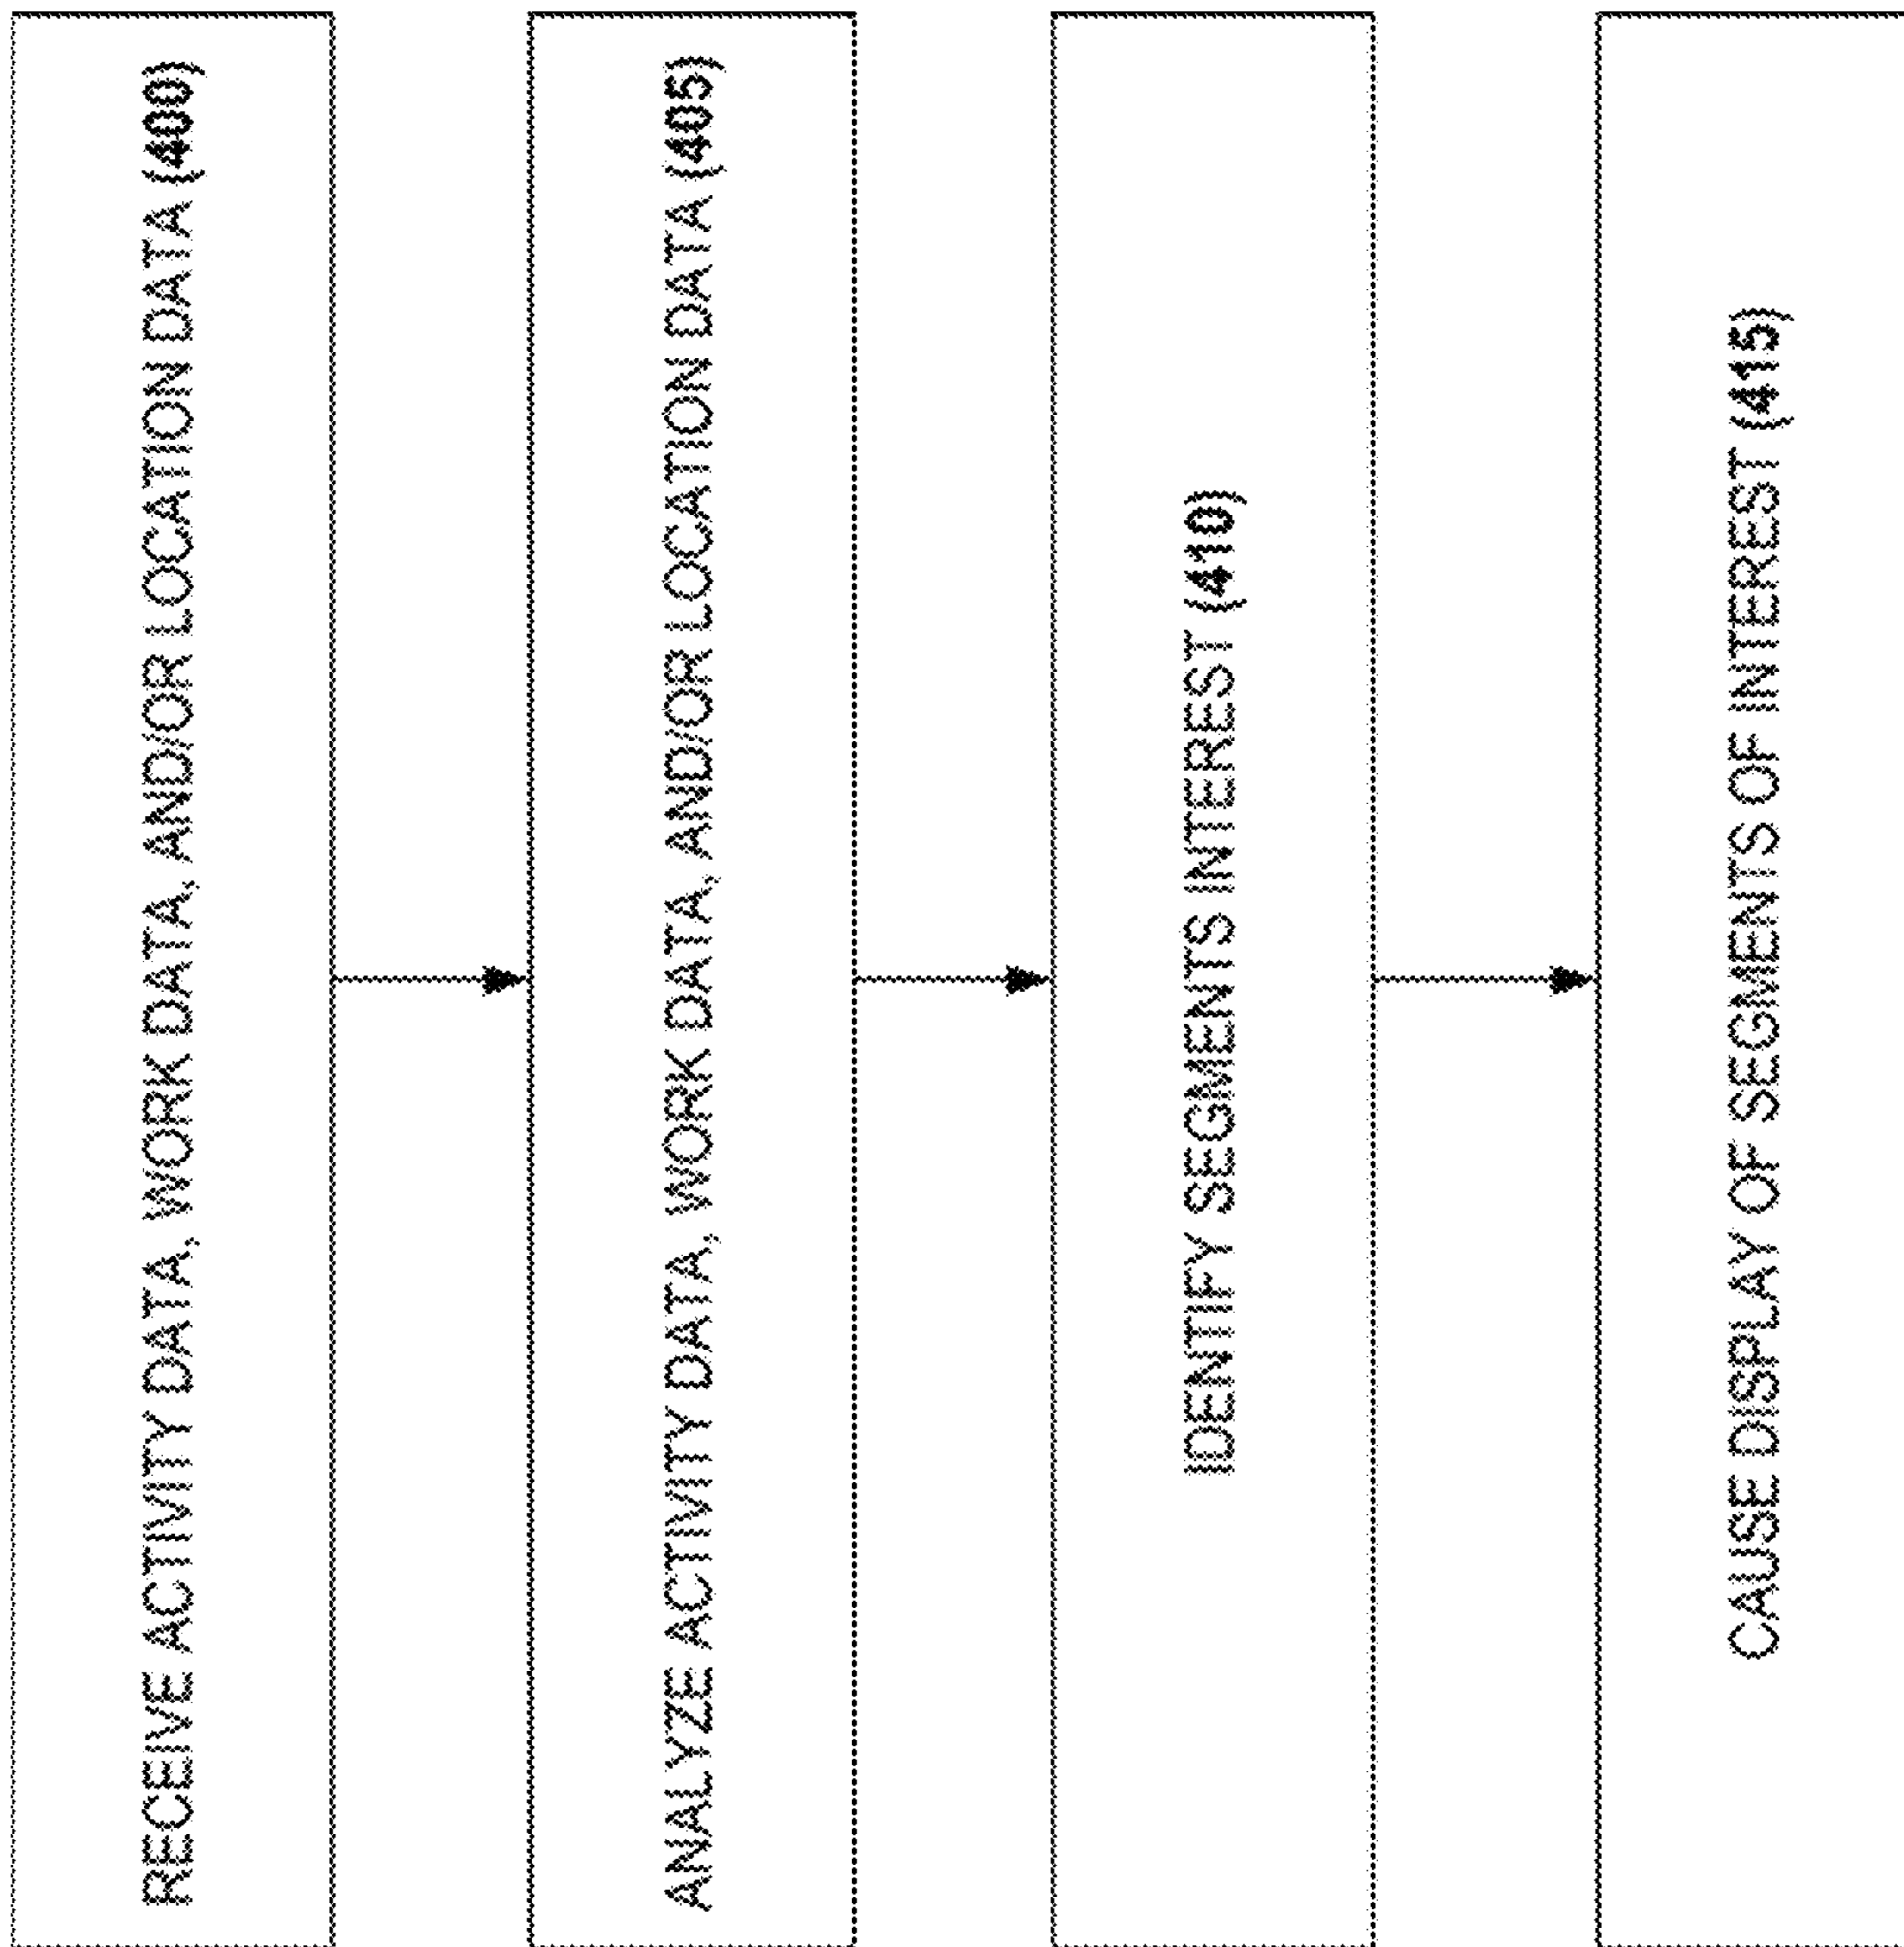 RECEIVE ACTIVITY DATA, WORK DATA, AND/OR LOCATION DATA (400)
ANALYZE ACTIVITY DATA, WORK DATA, AND/OR LOCATION DATA (405)
IDENTIFY SEGMENTS INTEREST (410)
CAUSE DISPLAY OF SEGMENTS OF INTEREST (415)